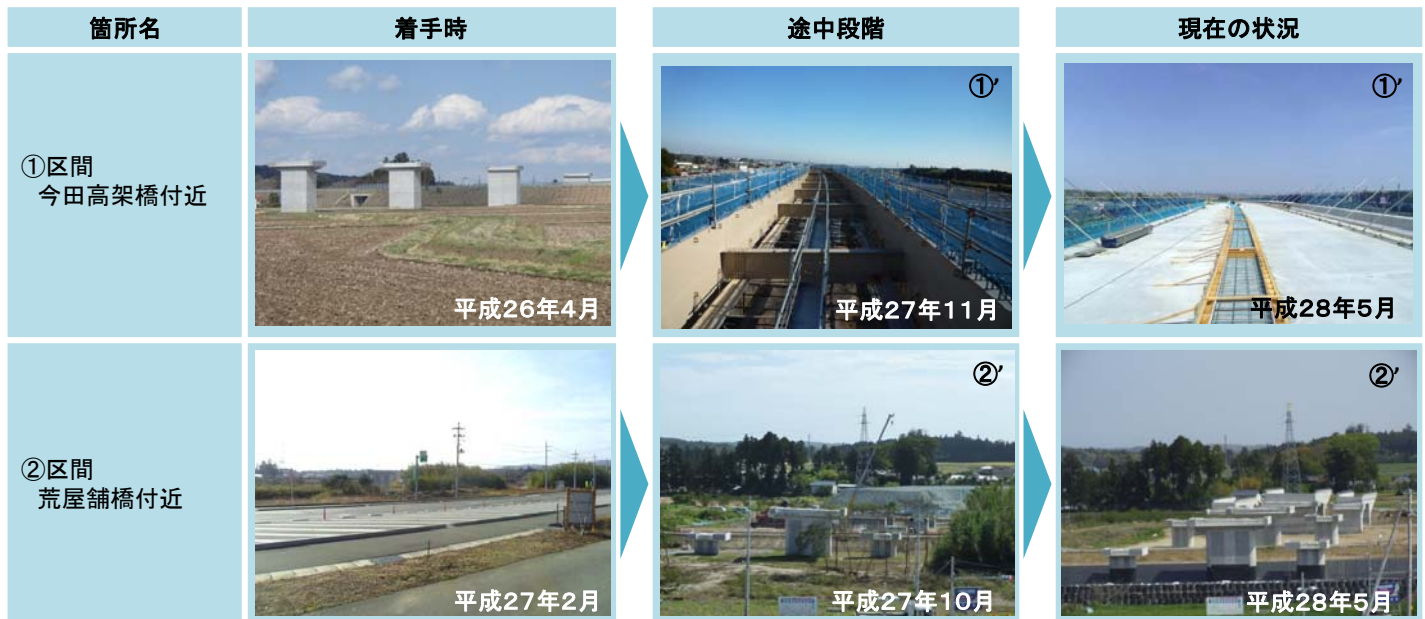 箇所名
着手時
途中段階
現在の状況
①区間
今田高架橋付近
平成26年4月
①’
平成27年11月
①’
平成28年5月
②区間
荒屋舗橋付近
平成27年2月
②’
平成27年10月
②’
平成28年5月